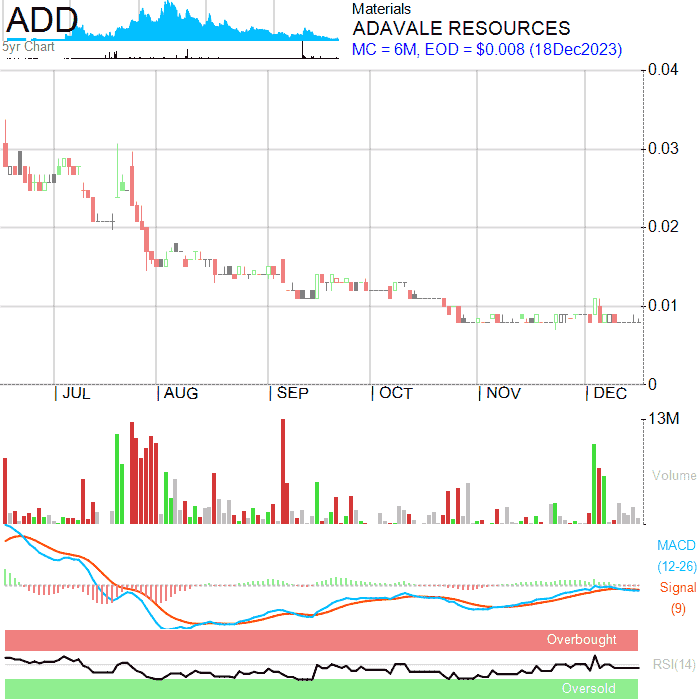 ADD
5yr Chart
Materials
ADAVALE RESOURCES
MC = 6M, EOD = $0.008 (18Dec2023)
0.04
0.03
0.02
0.01
0
JUL AUG SEP OCT NOV DEC
13M
Volume
MACD
(12-26)
Signal
(9)
Overbought
RSI(14)
Oversold